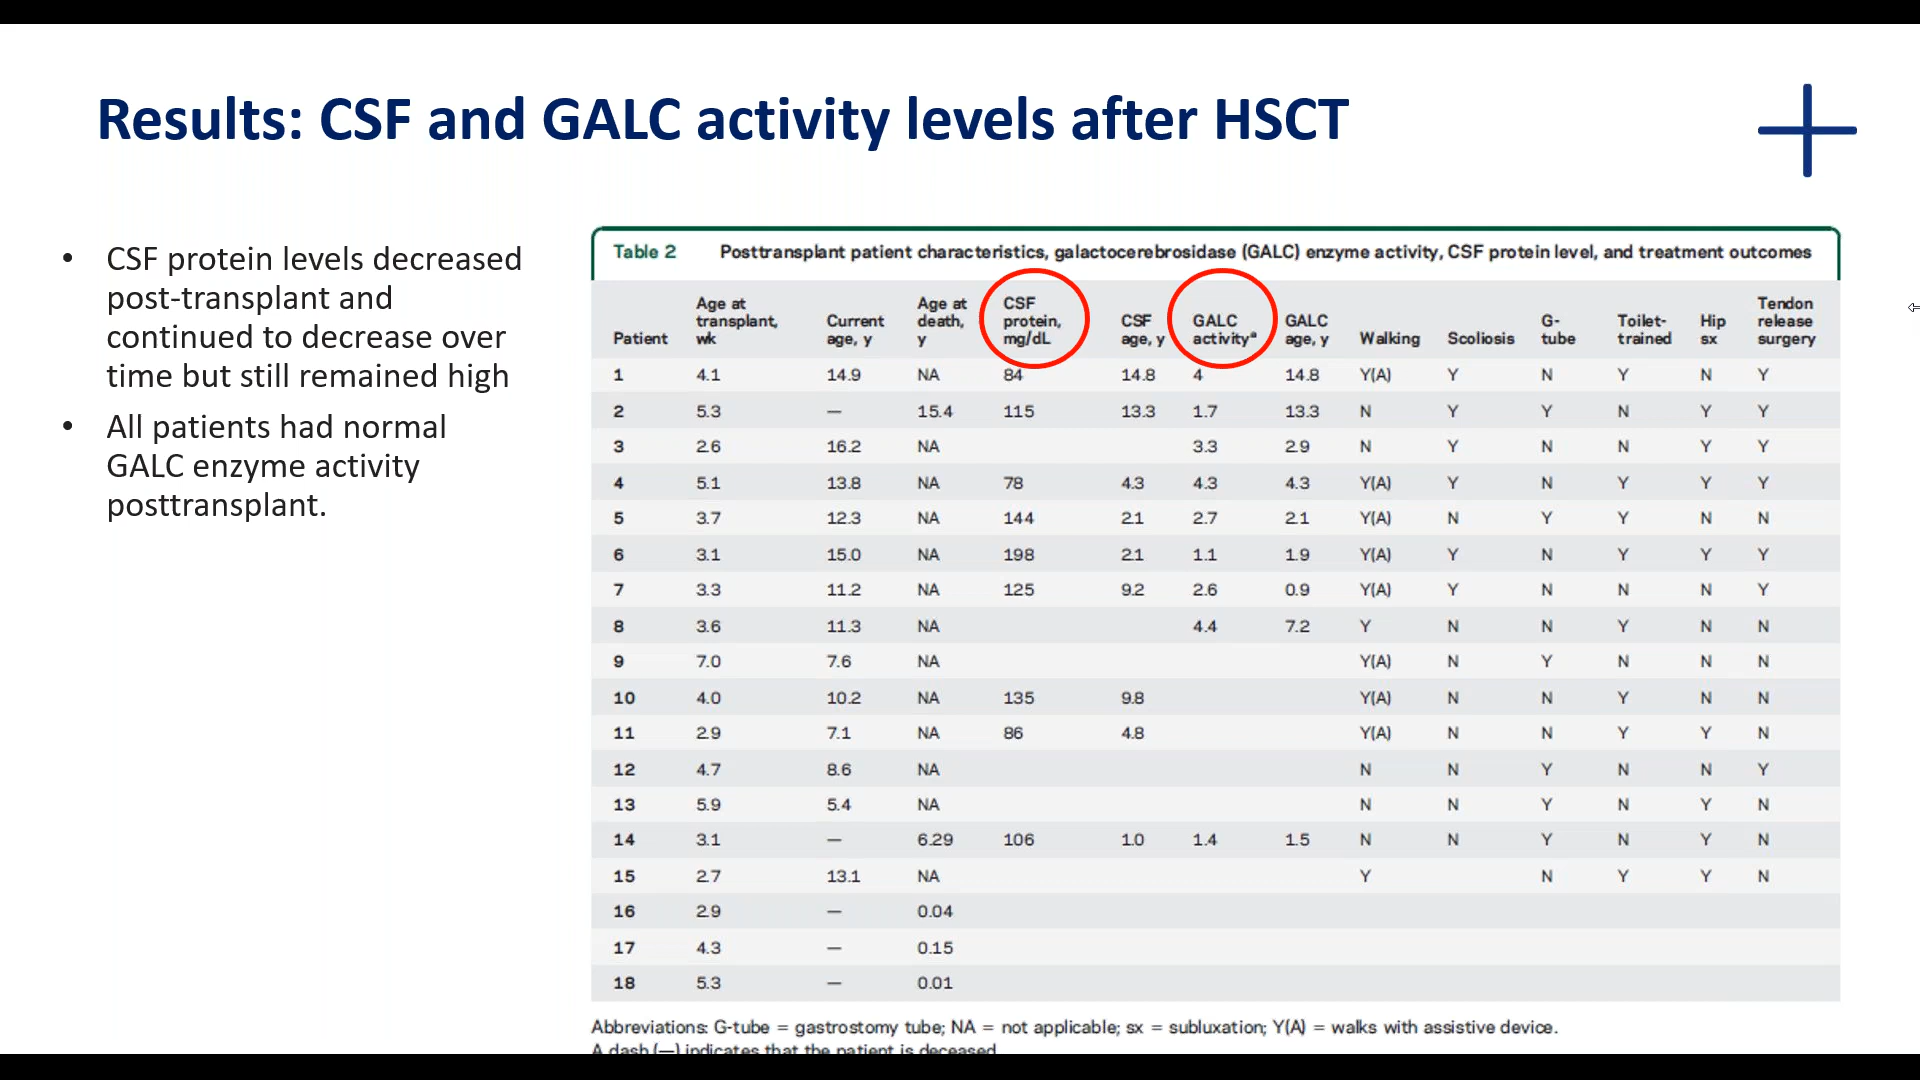 Results: CSF and GALC activity levels after HSCT
• CSF protein levels decreased
post-transplant and
continued to decrease over
time but still remained high
• All patients had normal
GALC enzyme activity
posttransplant.
Table 2 Posttransplant patient characteristics, galactocerebrosidase (GALC) enzyme activity, CSF protein level, and treatment outcomes
Patient Age at transplant, wk Current age, y Age at death, y CSF protein, mg/dL CSF age, y GALC activityª GALC age, y Walking Scoliosis G-tube Toilet-trained Hip sx Tendon release surgery
1 4.1 14.9 NA 84 14.8 4 14.8 Y(A) Y N Y N Y
2 5.3 — 15.4 115 13.3 1.7 13.3 N Y Y N Y Y
3 2.6 16.2 NA 3.3 2.9 N Y N N Y Y
4 5.1 13.8 NA 78 4.3 4.3 4.3 Y(A) Y N Y Y Y
5 3.7 12.3 NA 144 2.1 2.7 2.1 Y(A) N Y Y N N
6 3.1 15.0 NA 198 2.1 1.1 1.9 Y(A) Y N Y Y Y
7 3.3 11.2 NA 125 9.2 2.6 0.9 Y(A) Y N N N Y
8 3.6 11.3 NA 4.4 7.2 Y N N Y N N
9 7.0 7.6 NA Y(A) N Y N N N
10 4.0 10.2 NA 135 9.8 Y(A) N N Y N N
11 2.9 7.1 NA 86 4.8 Y(A) N N Y Y N
12 4.7 8.6 NA N N Y N N Y
13 5.9 5.4 NA N N Y N Y N
14 3.1 — 6.29 106 1.0 1.4 1.5 N N Y N Y N
15 2.7 13.1 NA Y N Y Y N
16 2.9 — 0.04
17 4.3 — 0.15
18 5.3 — 0.01
Abbreviations: G-tube = gastrostomy tube; NA = not applicable; sx = subluxation; Y(A) = walks with assistive device.
A dash (—) indicates that the patient is deceased.